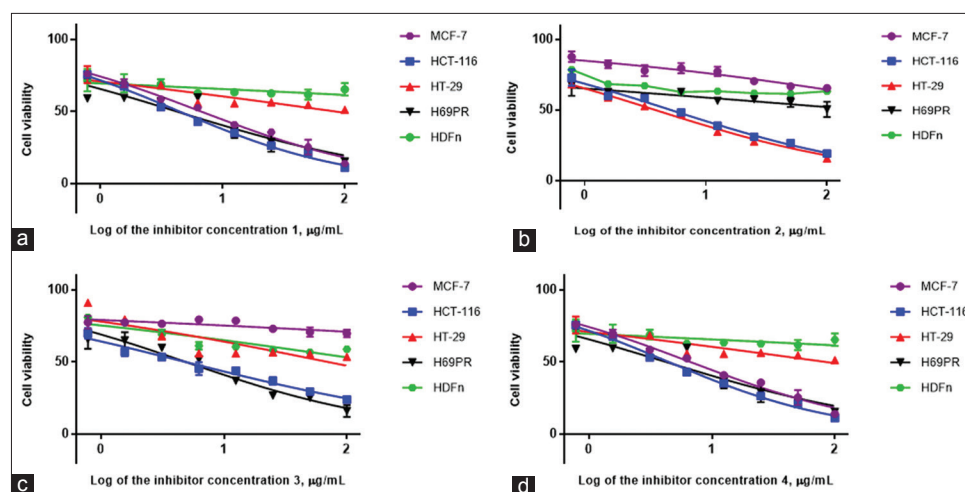 100
50
0
Cell viability
0
1
2
Log of the inhibitor concentration 1, µg/mL
MCF-7
HCT-116
HT-29
H69PR
HDFn
a
100
50
0
Cell viability
0
1
2
Log of the inhibitor concentration 2, µg/mL
MCF-7
HCT-116
HT-29
H69PR
HDFn
b
100
50
0
Cell viability
0
1
2
Log of the inhibitor concentration 3, µg/mL
MCF-7
HCT-116
HT-29
H69PR
HDFn
c
100
50
0
Cell viability
0
1
2
Log of the inhibitor concentration 4, µg/mL
MCF-7
HCT-116
HT-29
H69PR
HDFn
d